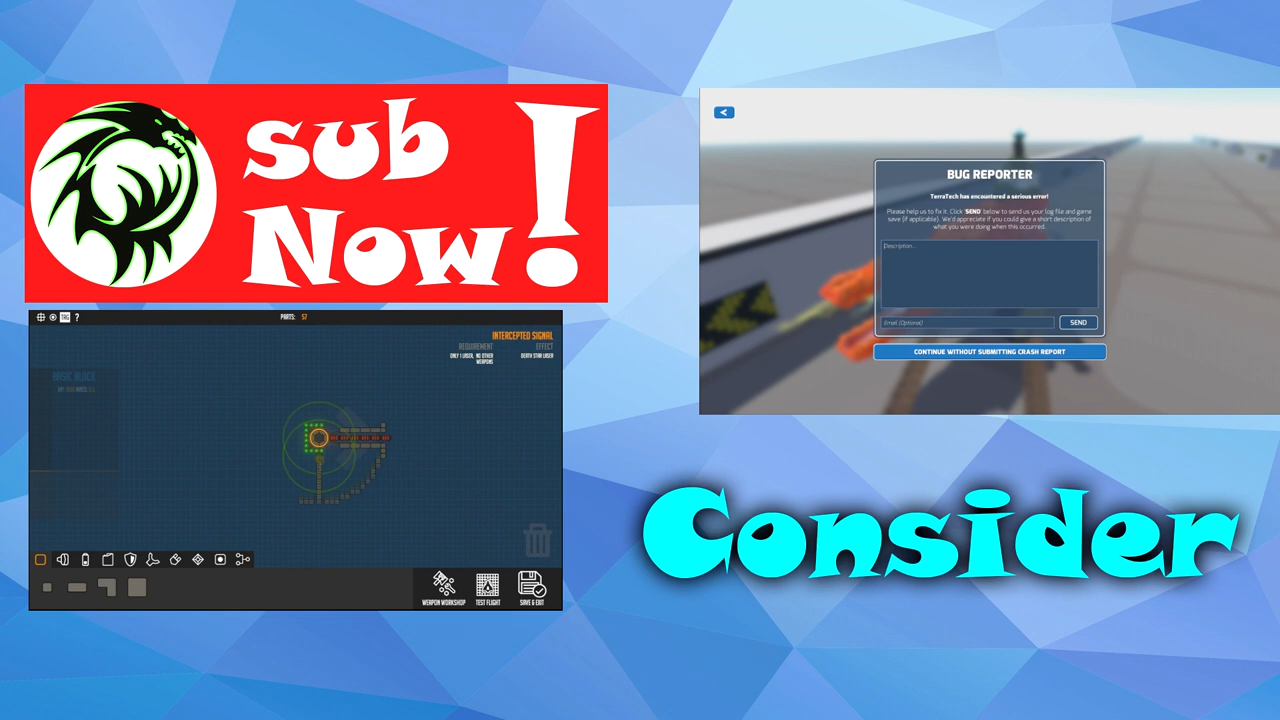 sub
Now!
PARTS: 57
TAG ?
INTERCEPTED SIGNAL
REQUIREMENT EFFECT
ONLY 1 LASER, NO OTHER DEATH STAR LASER
WEAPONS
BASIC BLOCK
WEAPON WORKSHOP TEST FLIGHT SAVE & EXIT
<
BUG REPORTER
TerraTech has encountered a serious error!
Please help us to fix it. Click 'SEND' below to send us your log file and game
save (if applicable). We'd appreciate if you could give a short description of
what you were doing when this occurred.
Description...
Email (Optional) SEND
CONTINUE WITHOUT SUBMITTING CRASH REPORT
Consider